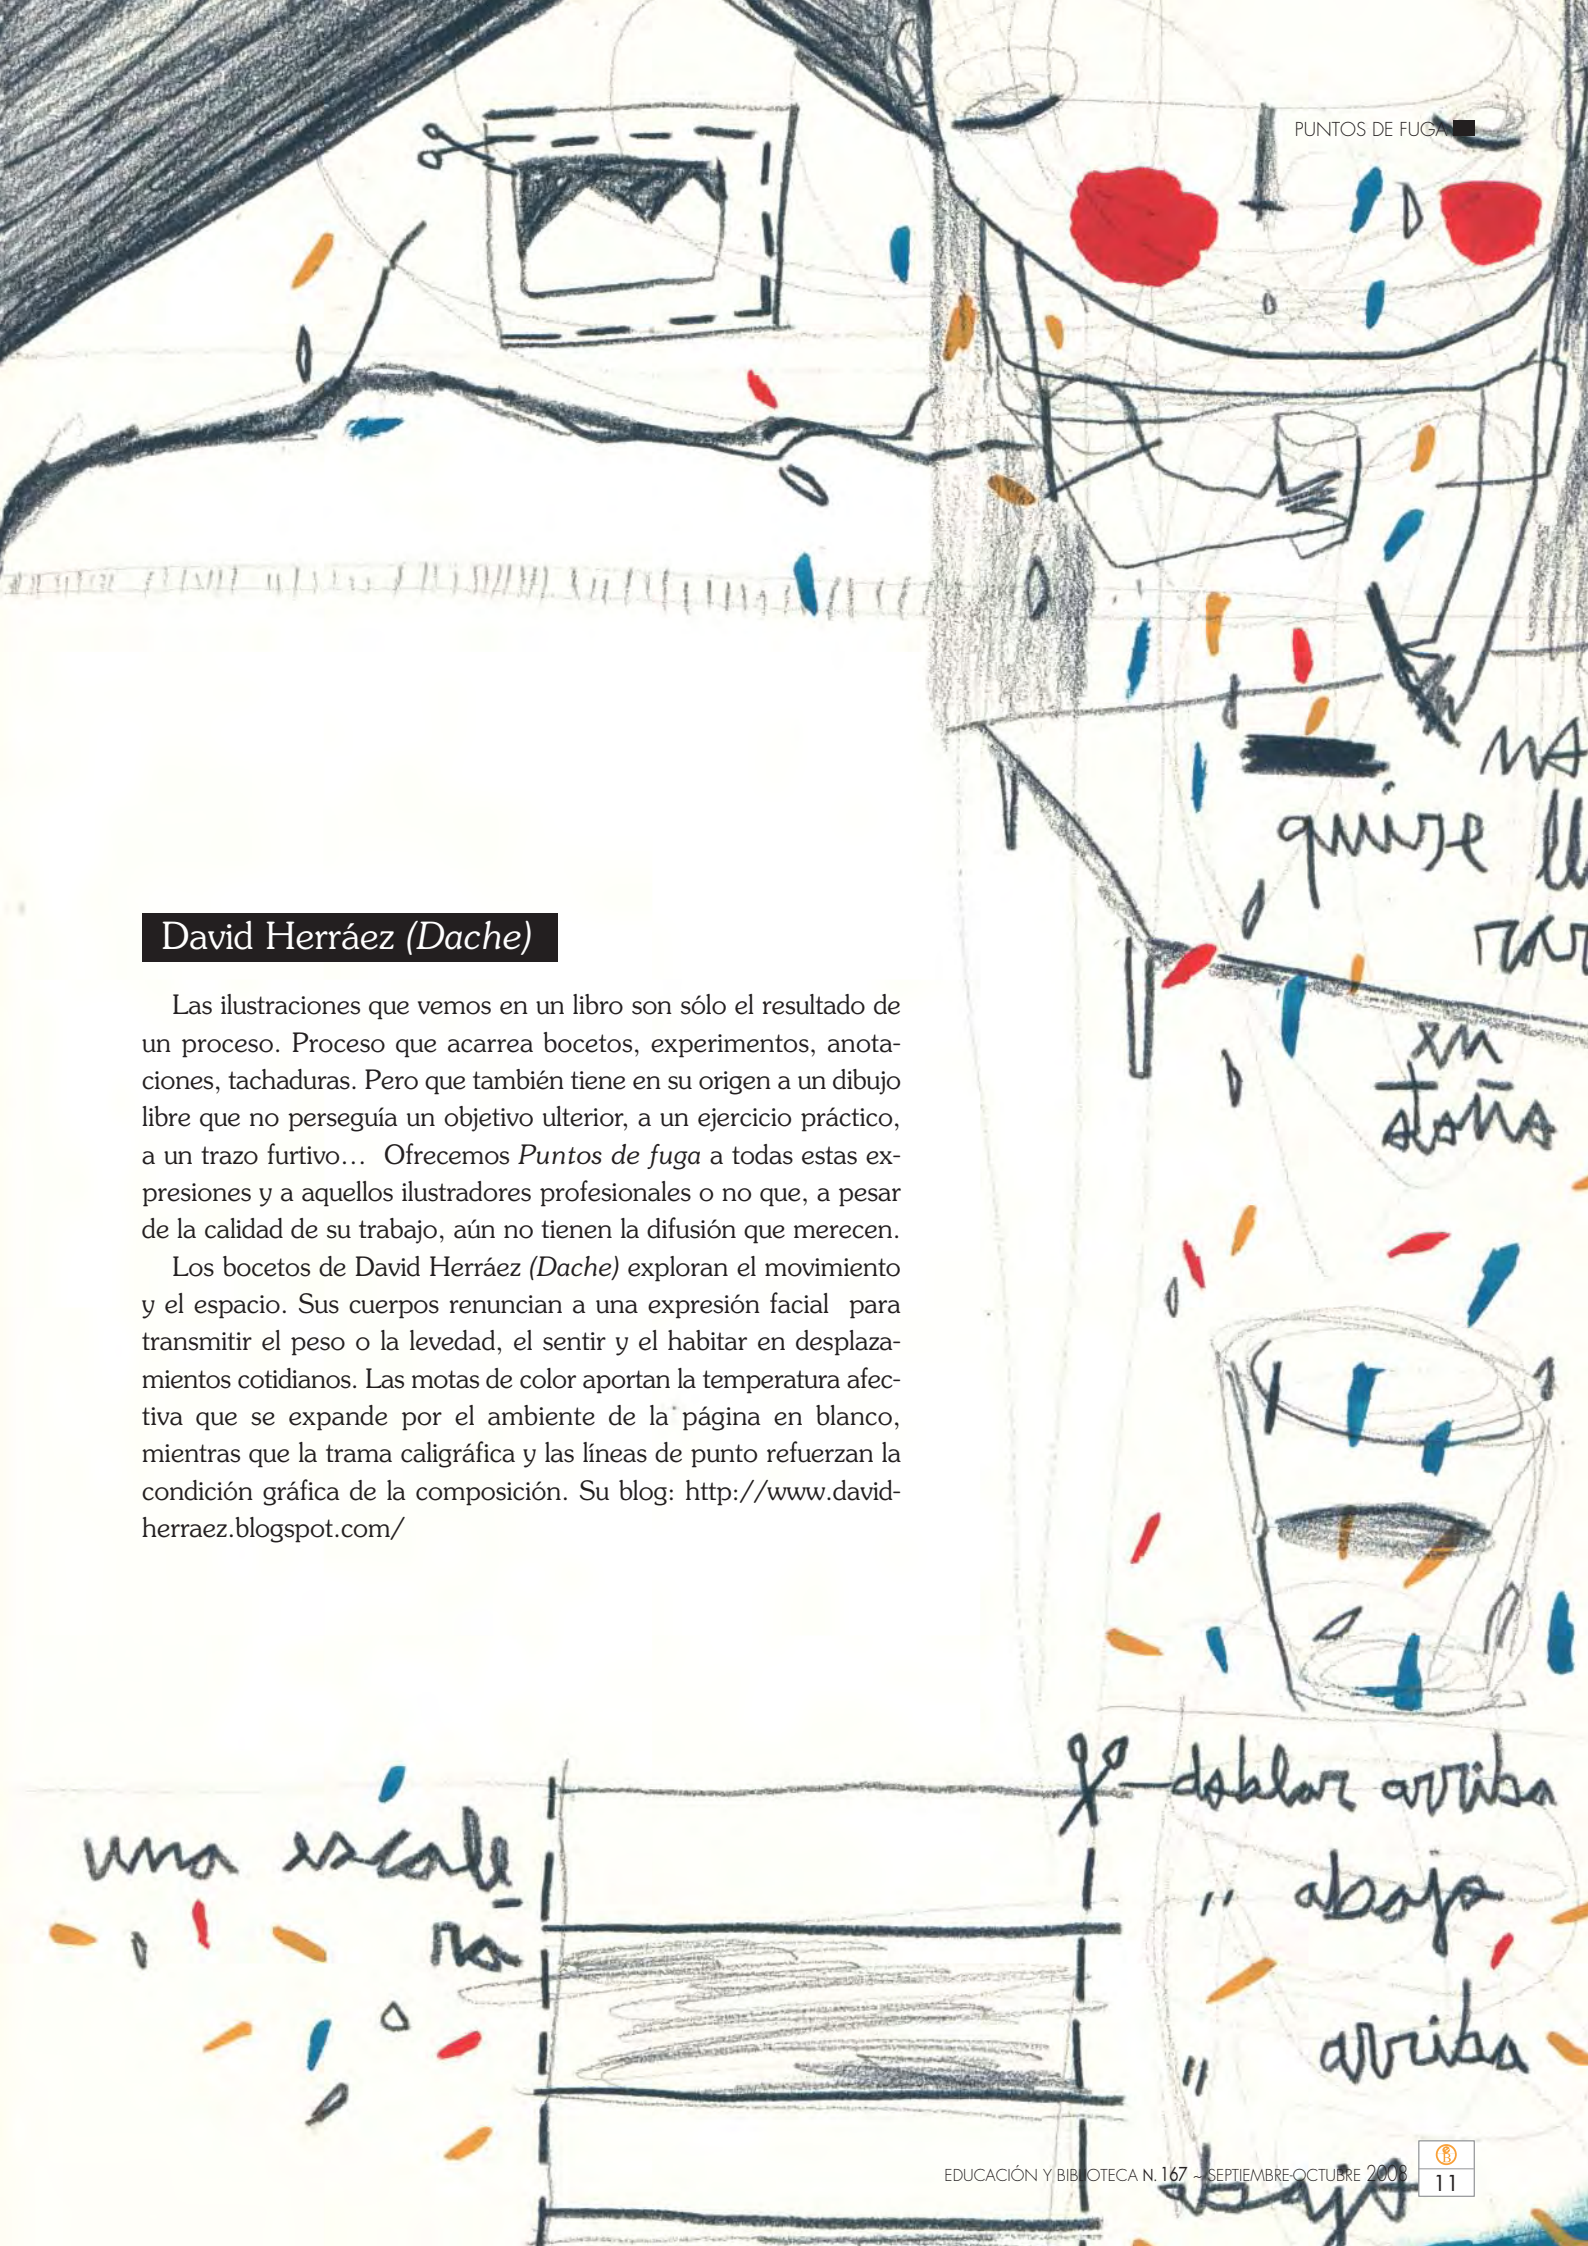 PUNTOS DE FUGA
quise
en
otoño
David Herráez (Dache)
Las ilustraciones que vemos en un libro son sólo el resultado de
un proceso. Proceso que acarrea bocetos, experimentos, anota-
ciones, tachaduras. Pero que también tiene en su origen a un dibujo
libre que no perseguía un objetivo ulterior, a un ejercicio práctico,
a un trazo furtivo… Ofrecemos Puntos de fuga a todas estas ex-
presiones y a aquellos ilustradores profesionales o no que, a pesar
de la calidad de su trabajo, aún no tienen la difusión que merecen.
Los bocetos de David Herráez (Dache) exploran el movimiento
y el espacio. Sus cuerpos renuncian a una expresión facial para
transmitir el peso o la levedad, el sentir y el habitar en desplaza-
mientos cotidianos. Las motas de color aportan la temperatura afec-
tiva que se expande por el ambiente de la página en blanco,
mientras que la trama caligráfica y las líneas de punto refuerzan la
condición gráfica de la composición. Su blog: http://www.david-
herraez.blogspot.com/
una escale-
ra
doblar arriba
" abajo
" arriba
abajo
EDUCACIÓN Y BIBLIOTECA N. 167 ~ SEPTIEMBRE-OCTUBRE 2008
11